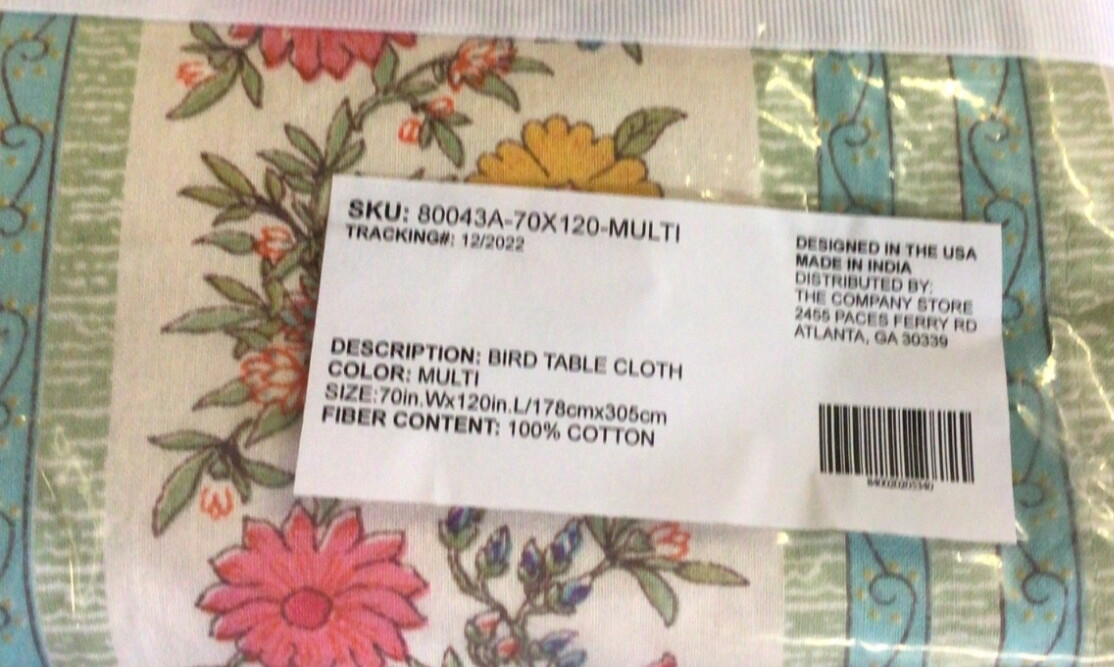 SKU: 80043A-70X120-MULTI
TRACKING#: 12/2022
DESIGNED IN THE USA
MADE IN INDIA
DISTRIBUTED BY:
THE COMPANY STORE
2455 PACES FERRY RD
ATLANTA, GA 30339
DESCRIPTION: BIRD TABLE CLOTH
COLOR: MULTI
SIZE:70in.Wx120in.L/178cmx305cm
FIBER CONTENT: 100% COTTON